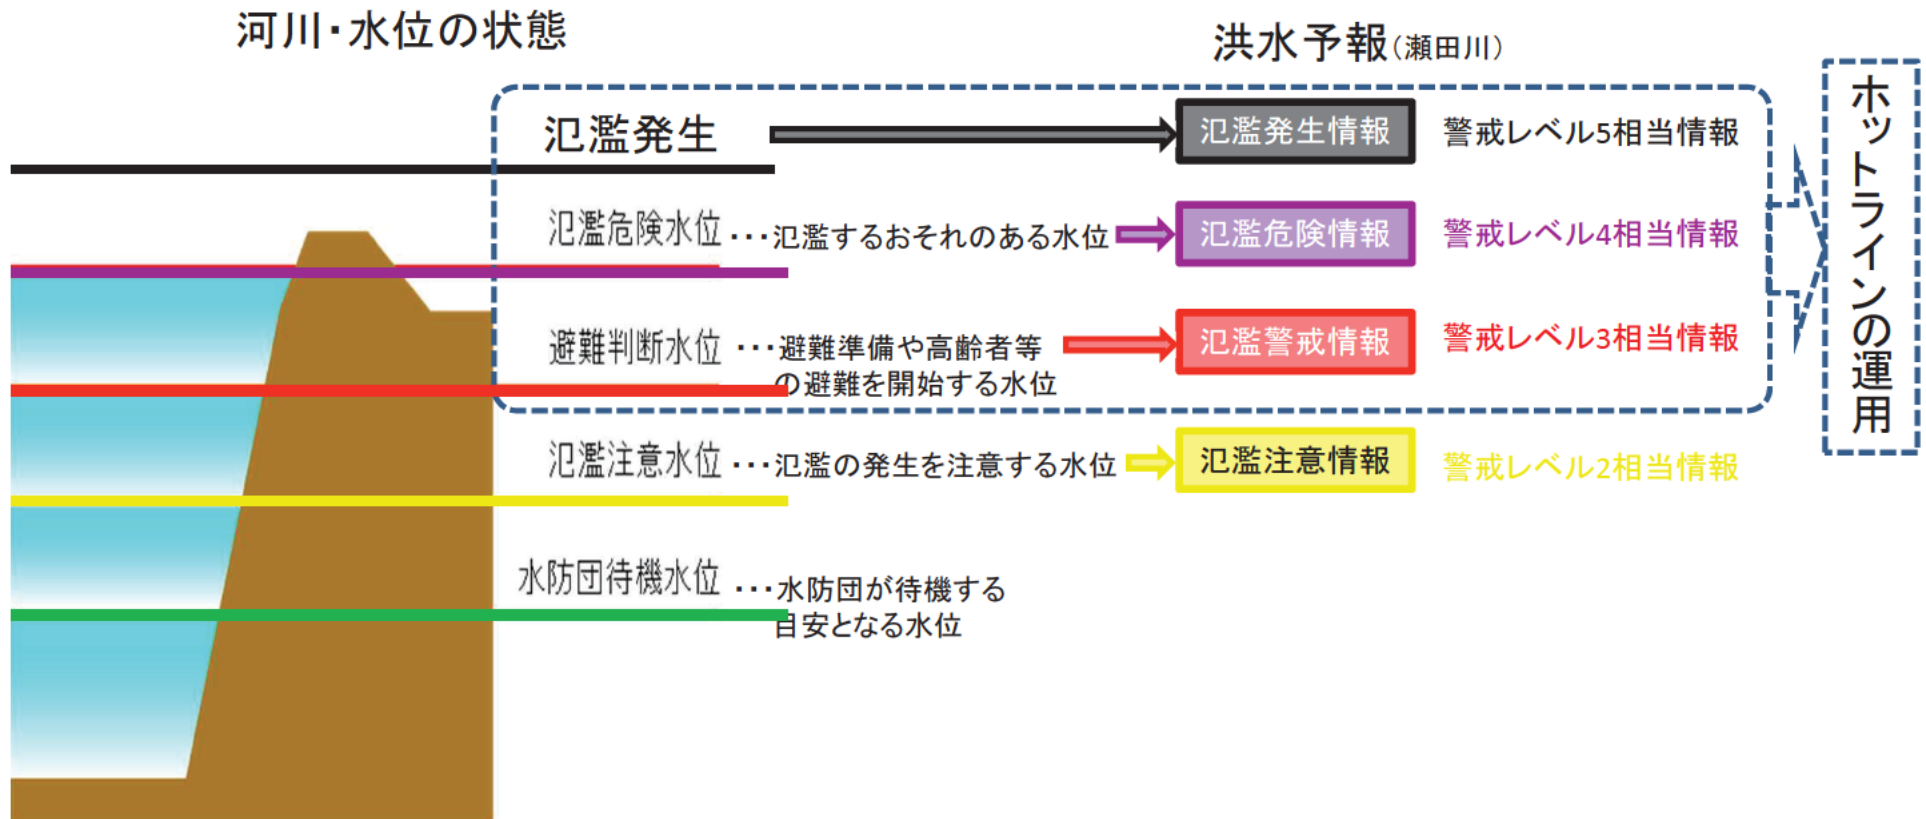 河川・水位の状態
洪水予報(瀬田川)
氾濫発生
氾濫発生情報
警戒レベル5相当情報
氾濫危険水位
・・・氾濫するおそれのある水位
氾濫危険情報
警戒レベル4相当情報
避難判断水位
・・・避難準備や高齢者等
の避難を開始する水位
氾濫警戒情報
警戒レベル3相当情報
氾濫注意水位
・・・氾濫の発生を注意する水位
氾濫注意情報
警戒レベル2相当情報
水防団待機水位
・・・水防団が待機する
目安となる水位
ホットラインの運用